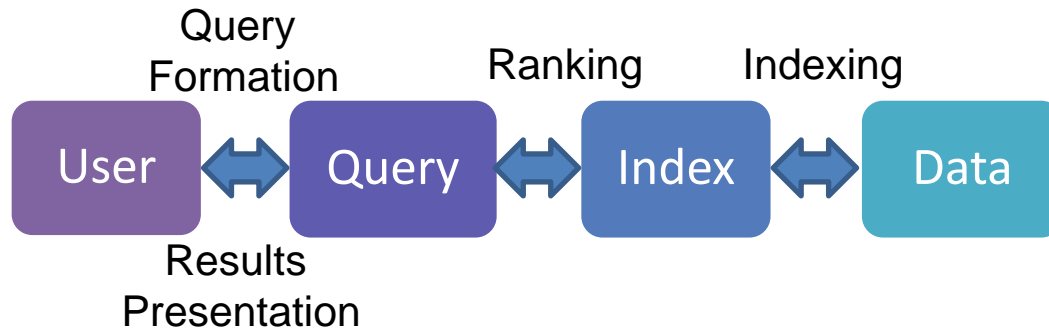 Query
Formation
Ranking
Indexing
User
Query
Index
Data
Results
Presentation